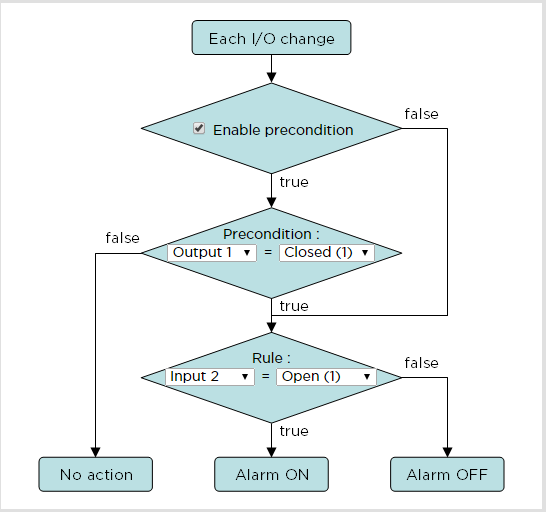 Each I/O change
Enable precondition
false
true
Precondition :
false
Output 1 = Closed (1)
true
Rule :
false
Input 2 = Open (1)
true
No action
Alarm ON
Alarm OFF